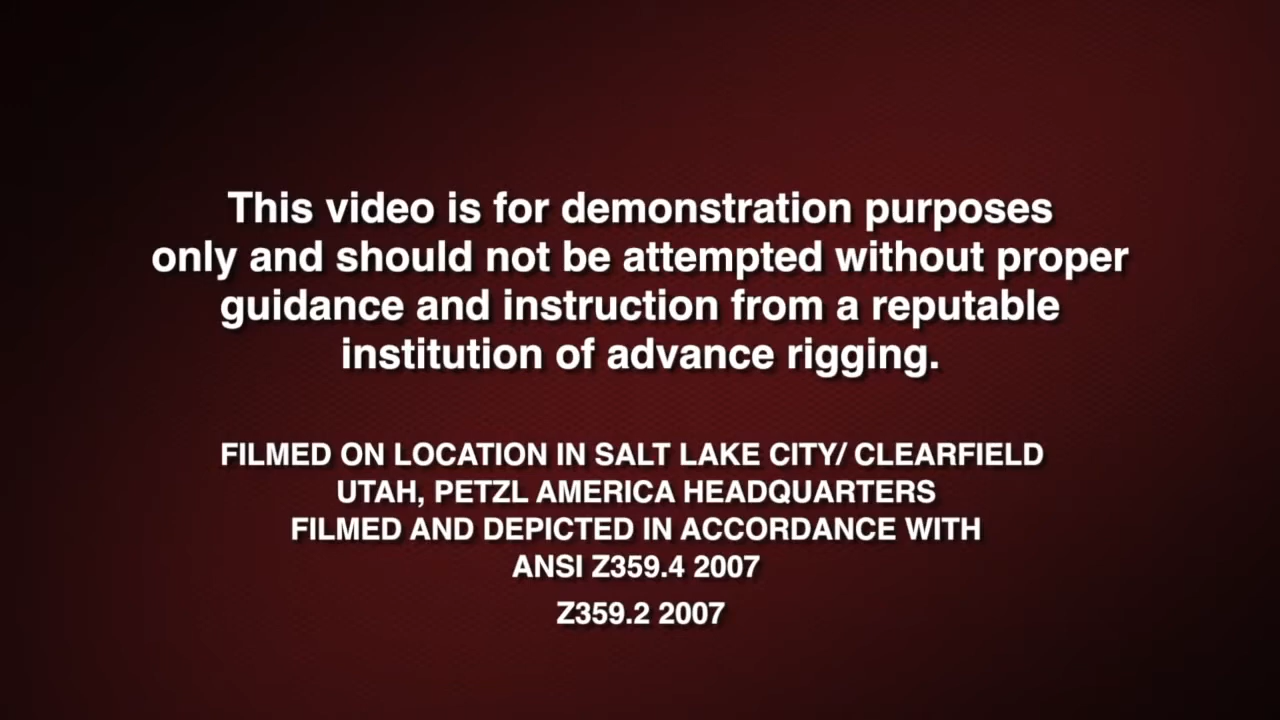 This video is for demonstration purposes
only and should not be attempted without proper
guidance and instruction from a reputable
institution of advance rigging.
FILMED ON LOCATION IN SALT LAKE CITY/ CLEARFIELD
UTAH, PETZL AMERICA HEADQUARTERS
FILMED AND DEPICTED IN ACCORDANCE WITH
ANSI Z359.4 2007
Z359.2 2007